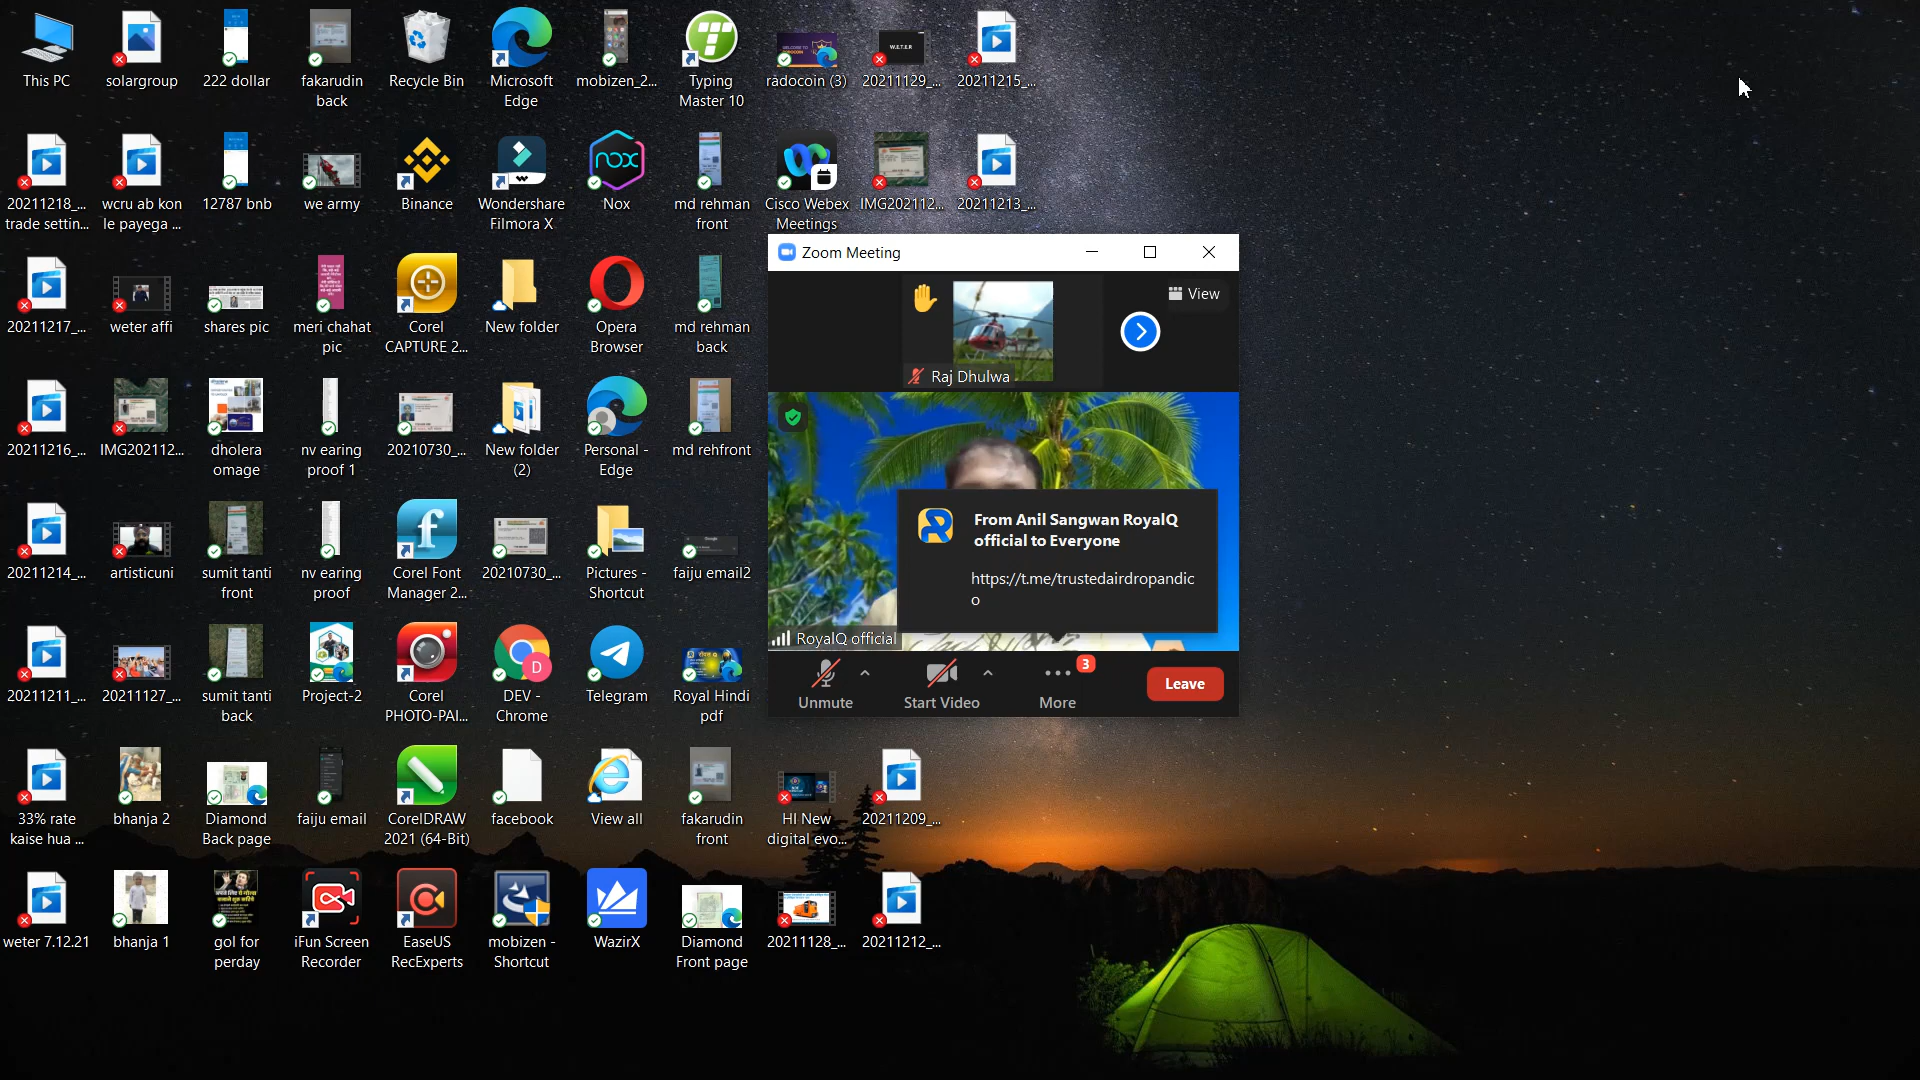 This PC
solargroup
222 dollar
fakarudin
back
Recycle Bin
Microsoft
Edge
mobizen_2...
Typing
Master 10
radocoin (3)
20211129_...
20211215_...
20211218_...
trade settin...
wcru ab kon
le payega ...
12787 bnb
we army
Binance
Wondershare
Filmora X
nox
Nox
md rehman
front
Cisco Webex
Meetings
IMG202112...
20211213_...
20211217_...
weter affi
shares pic
meri chahat
pic
Corel
CAPTURE 2...
New folder
Opera
Browser
md rehman
back
20211216_...
IMG202112...
dholera
omage
nv earing
proof 1
20210730_...
New folder
(2)
Personal -
Edge
md rehfront
20211214_...
artisticuni
sumit tanti
front
nv earing
proof
Corel Font
Manager 2...
20210730_...
Pictures -
Shortcut
faiju email2
20211211_...
20211127_...
sumit tanti
back
Project-2
Corel
PHOTO-PAI...
D
DEV -
Chrome
Telegram
Royal Hindi
pdf
33% rate
kaise hua ...
bhanja 2
Diamond
Back page
faiju email
CorelDRAW
2021 (64-Bit)
facebook
View all
fakarudin
front
HI New
digital evo...
20211209_...
weter 7.12.21
bhanja 1
gol for
perday
iFun Screen
Recorder
EaseUS
RecExperts
mobizen -
Shortcut
WazirX
Diamond
Front page
20211128_...
20211212_...
Zoom Meeting
View
Raj Dhulwa
From Anil Sangwan RoyalQ
official to Everyone
https://t.me/trustedairdropandic
o
RoyalQ official
Unmute
Start Video
3
More
Leave